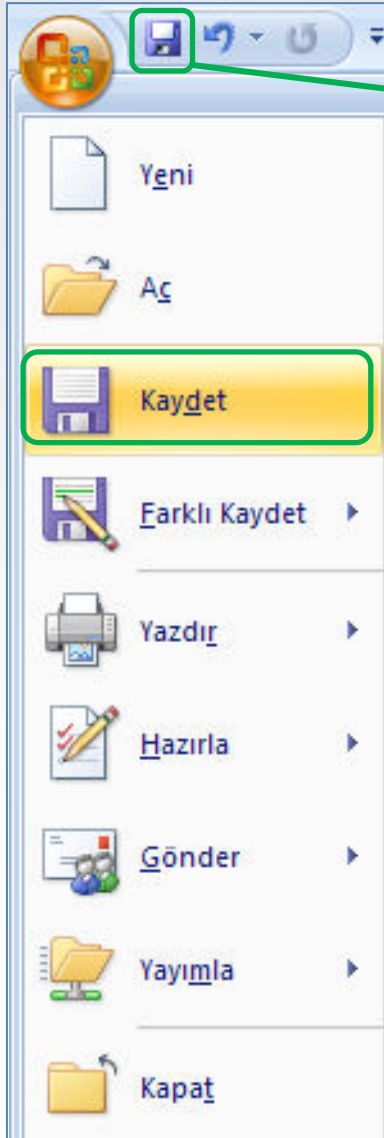 Yeni
Aç
Kaydet
Farklı Kaydet
Yazdır
Hazırla
Gönder
Yayımla
Kapat